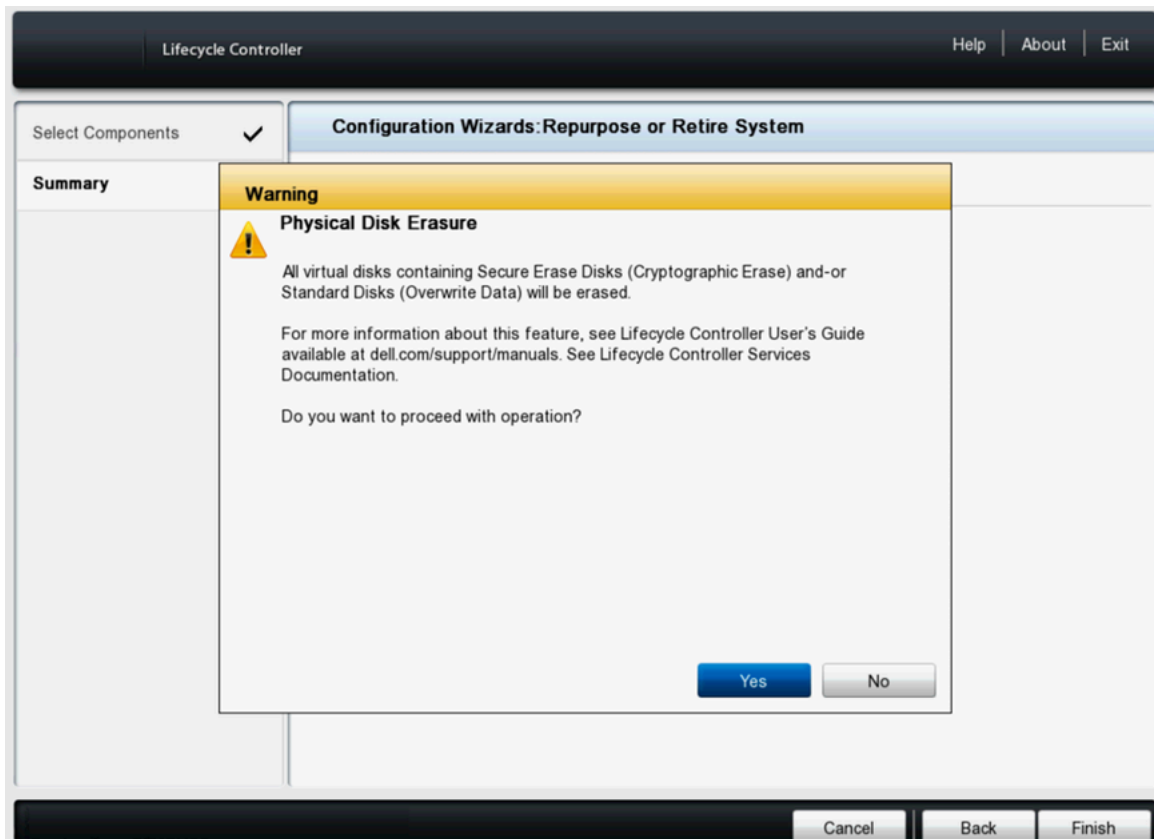 Lifecycle Controller
Help
About
Exit
Select Components
Configuration Wizards:Repurpose or Retire System
Summary
Warning
Physical Disk Erasure
All virtual disks containing Secure Erase Disks (Cryptographic Erase) and-or
Standard Disks (Overwrite Data) will be erased.
For more information about this feature, see Lifecycle Controller User's Guide
available at dell.com/support/manuals. See Lifecycle Controller Services
Documentation.
Do you want to proceed with operation?
Yes
No
Cancel
Back
Finish